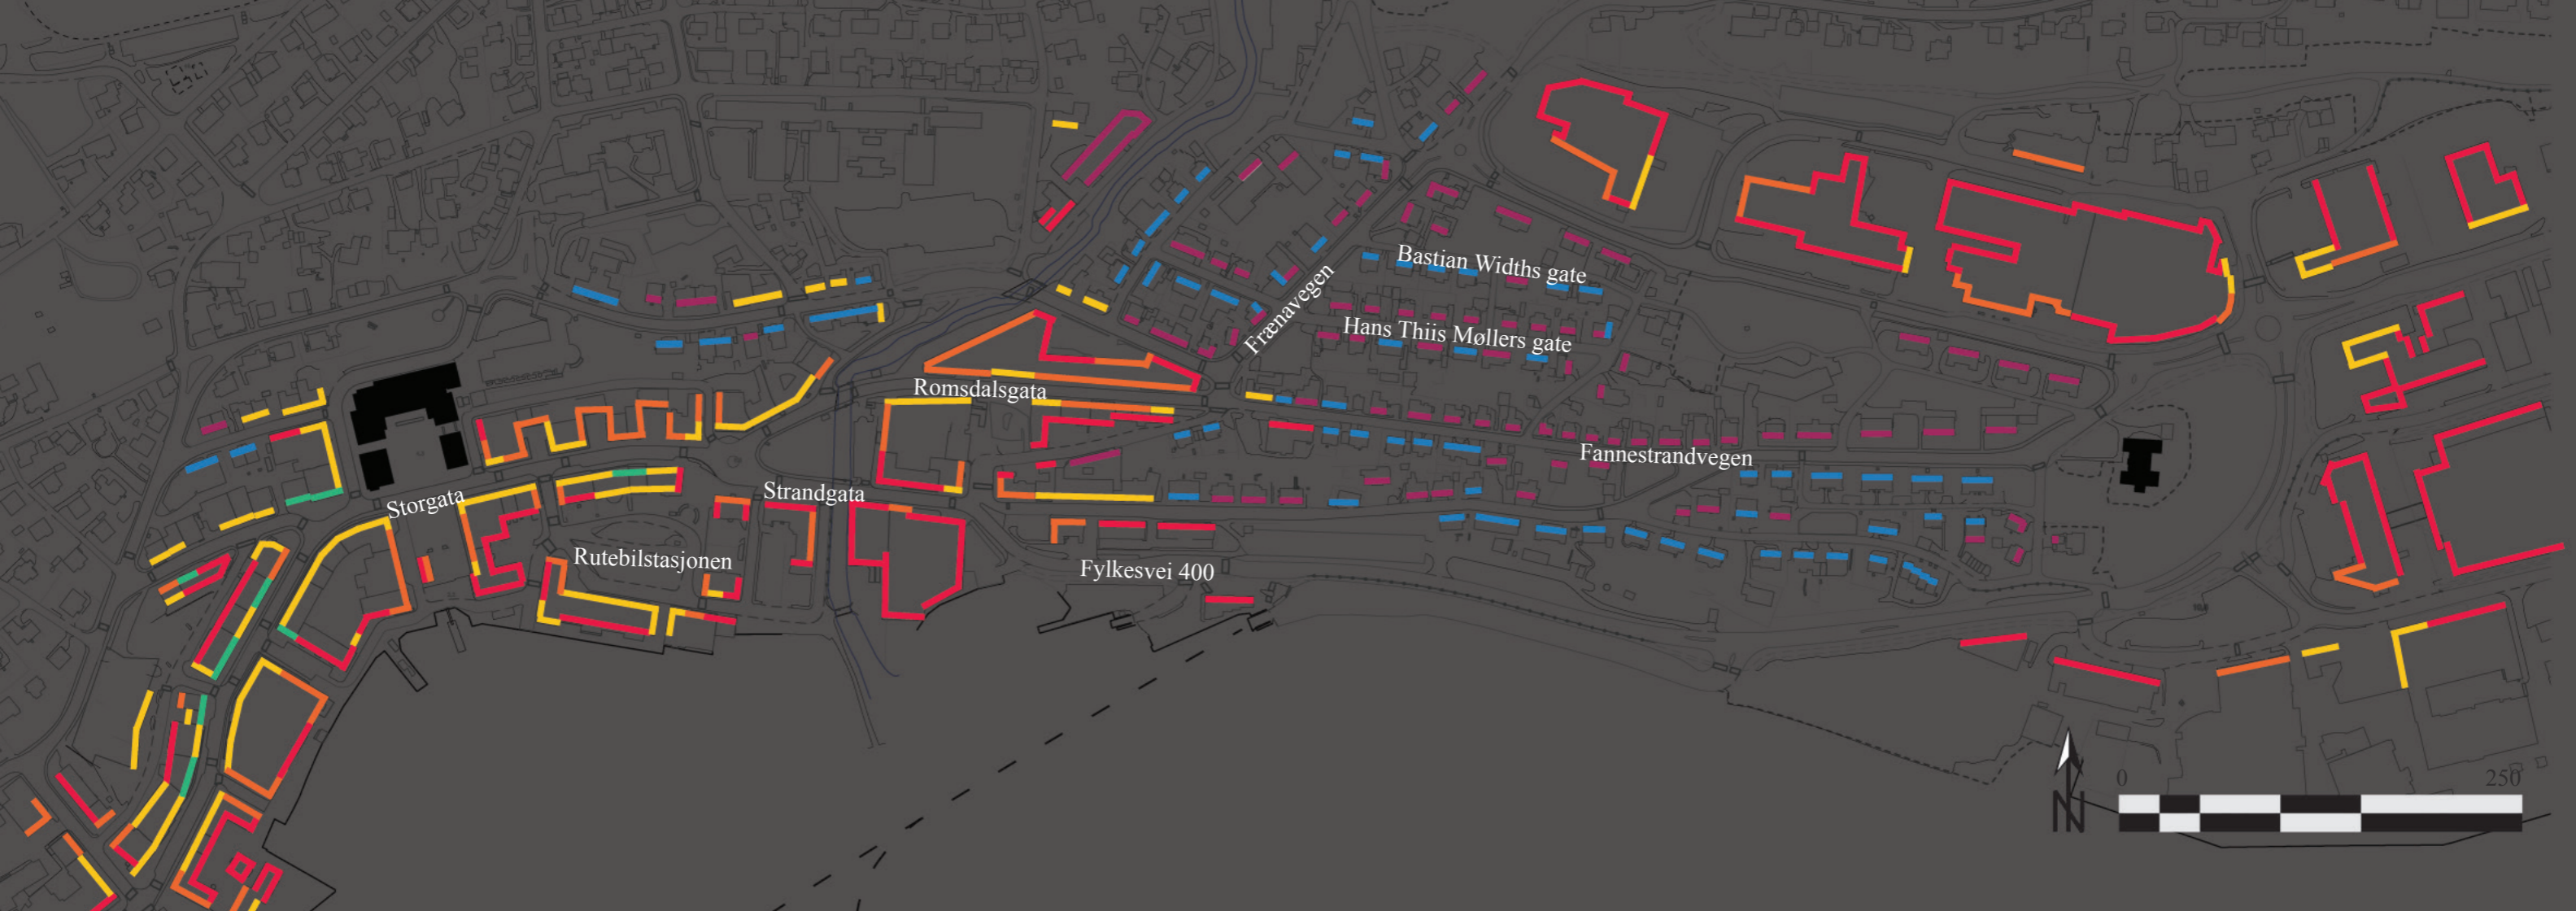 Bastian Widths gate
Frænavegen
Hans Thiis Møllers gate
Romsdalsgata
Fannestrandvegen
Storgata
Strandgata
Rutebilstasjonen
Fylkesvei 400
N
0 250